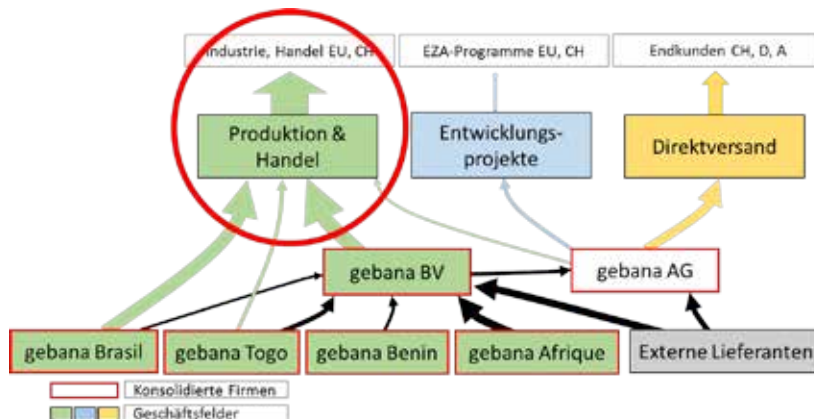 Industrie, Handel EU, CH
EZA-Programme EU, CH
Endkunden CH, D, A
Produktion &
Handel
Entwicklungs-
projekte
Direktversand
gebana BV
gebana AG
gebana Brasil
gebana Togo
gebana Benin
gebana Afrique
Externe Lieferanten
Konsolidierte Firmen
Geschäftsfelder